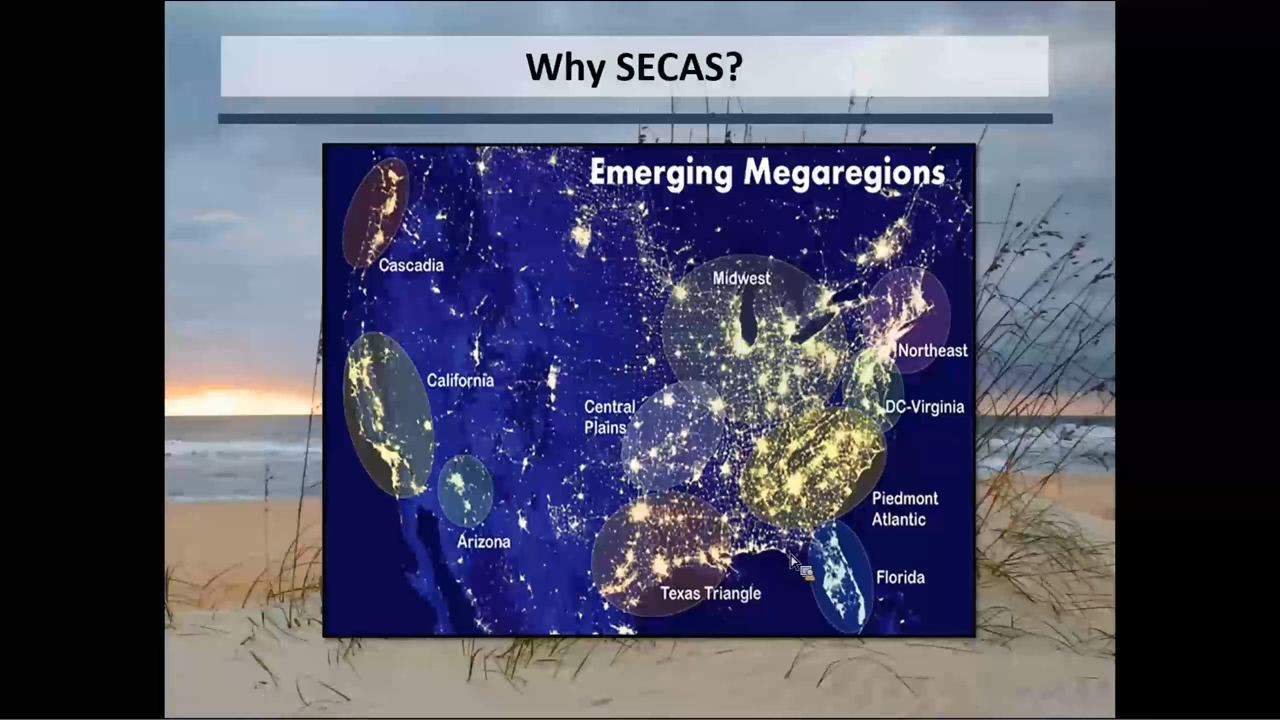 Why SECAS?
Emerging Megaregions
Cascadia
Midwest
Northeast
California
Central
Plains
DC-Virginia
Piedmont
Atlantic
Arizona
Florida
Texas Triangle